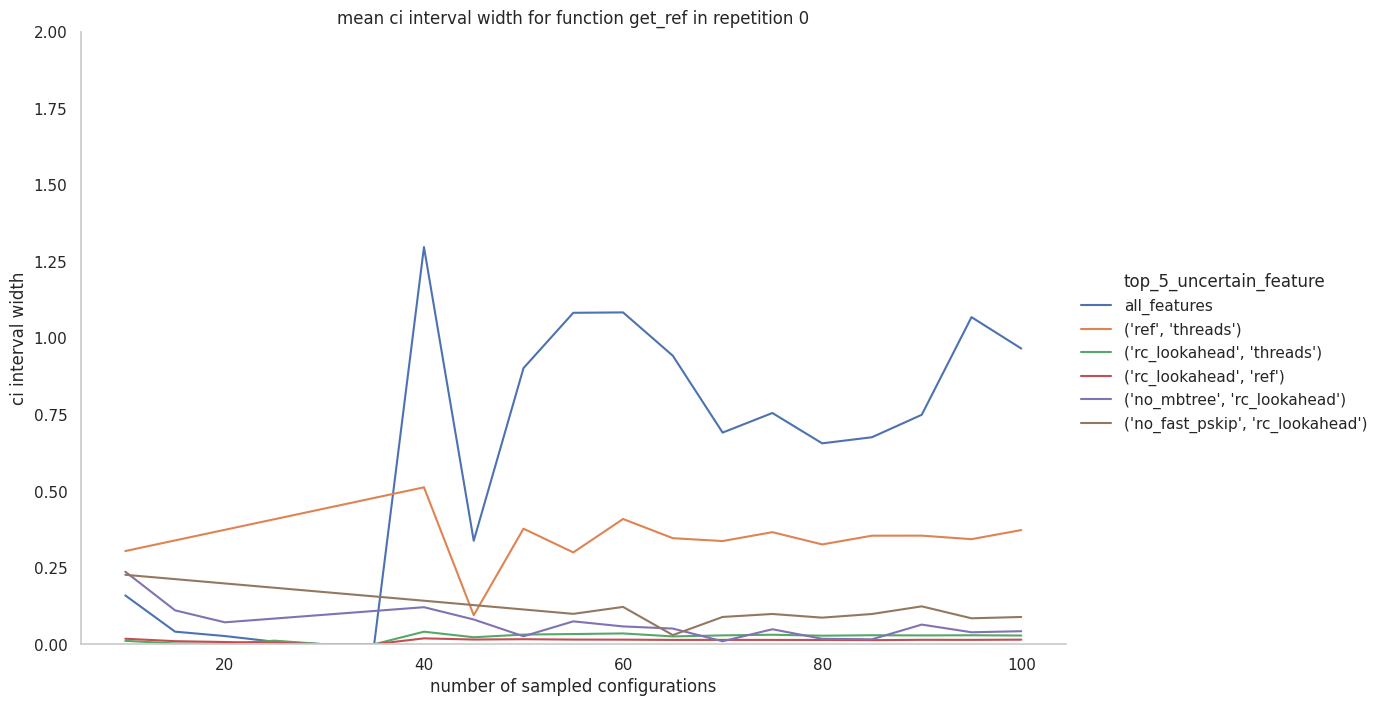 mean ci interval width for function get_ref in repetition 0
2.00
1.75
1.50
1.25
1.00
0.75
0.50
0.25
0.00
ci interval width
20
40
60
80
100
number of sampled configurations
top_5_uncertain_feature
all_features
('ref', 'threads')
('rc_lookahead', 'threads')
('rc_lookahead', 'ref')
('no_mbtree', 'rc_lookahead')
('no_fast_pskip', 'rc_lookahead')